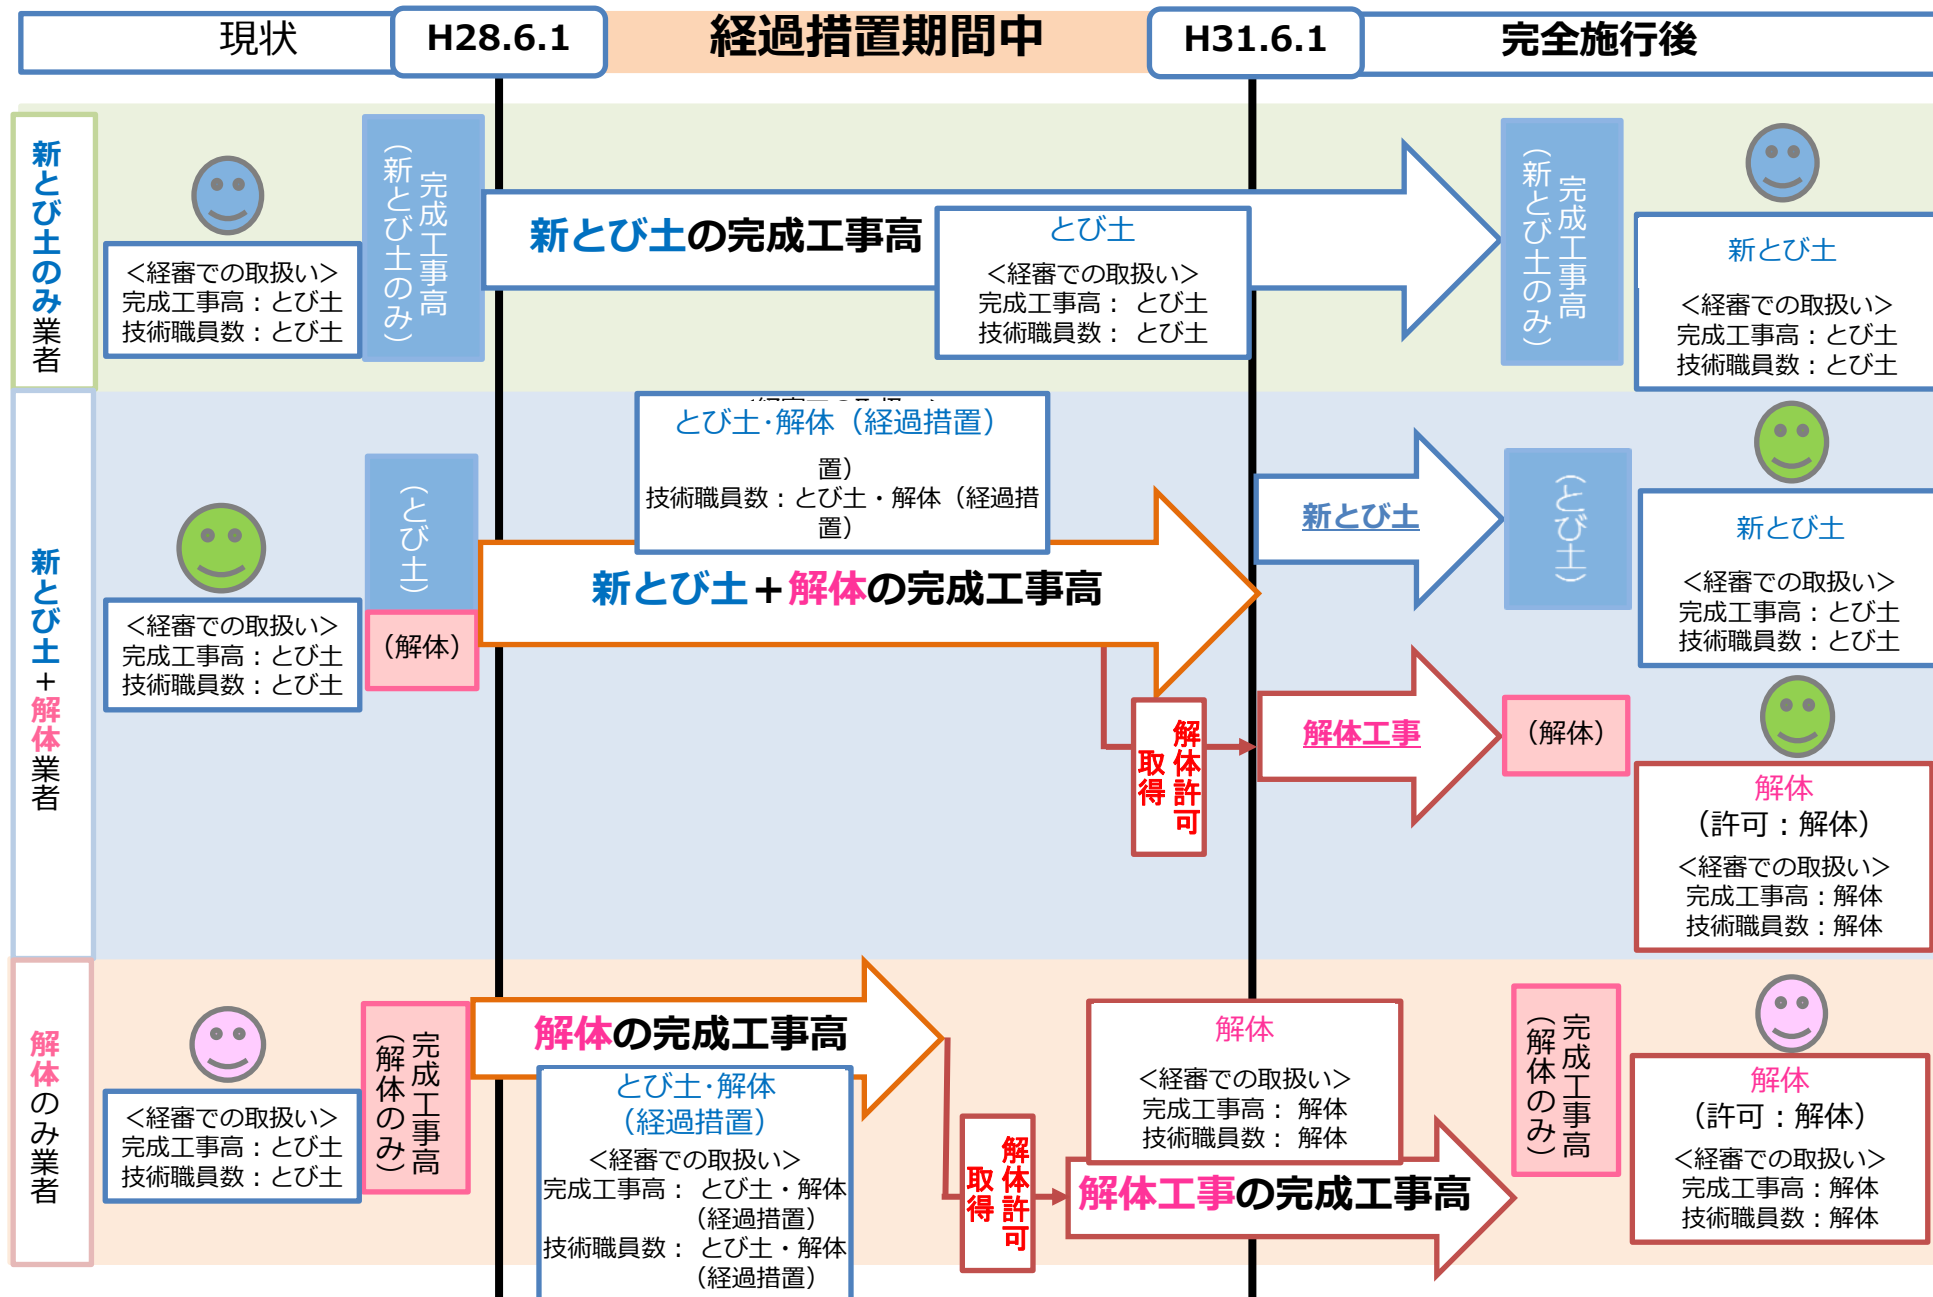 現状
H28.6.1
経過措置期間中
H31.6.1
完全施行後
新とび土のみ業者
<経審での取扱い>
完成工事高：とび土
技術職員数：とび土
完成工事高
（新とび土のみ）
新とび土の完成工事高
とび土
<経審での取扱い>
完成工事高： とび土
技術職員数： とび土
完成工事高
（新とび土のみ）
新とび土
<経審での取扱い>
完成工事高：とび土
技術職員数：とび土
新とび土＋解体業者
<経審での取扱い>
完成工事高：とび土
技術職員数：とび土
（とび土）
（解体）
とび土･解体（経過措置）
置）
技術職員数：とび土・解体（経過措
置）
新とび土＋解体の完成工事高
解体許可
取得
新とび土
解体工事
（とび土）
（解体）
新とび土
<経審での取扱い>
完成工事高：とび土
技術職員数：とび土
解体
（許可：解体）
<経審での取扱い>
完成工事高：解体
技術職員数：解体
解体のみ業者
<経審での取扱い>
完成工事高：とび土
技術職員数：とび土
完成工事高
（解体のみ）
解体の完成工事高
とび土･解体
（経過措置）
<経審での取扱い>
完成工事高： とび土・解体
（経過措置）
技術職員数： とび土・解体
（経過措置）
解体許可
取得
解体
<経審での取扱い>
完成工事高： 解体
技術職員数： 解体
解体工事の完成工事高
完成工事高
（解体のみ）
解体
（許可：解体）
<経審での取扱い>
完成工事高：解体
技術職員数：解体